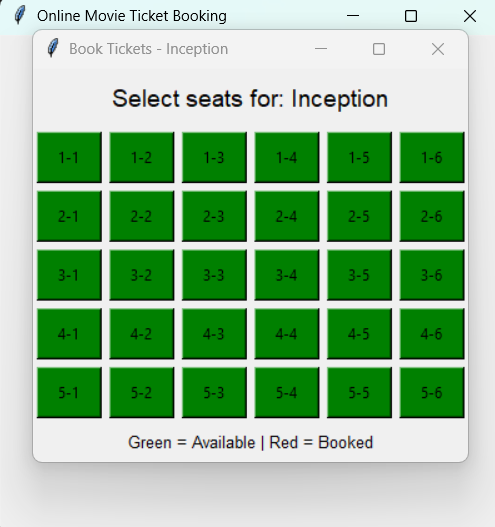 Online Movie Ticket Booking
Book Tickets - Inception
Select seats for: Inception
1-1 1-2 1-3 1-4 1-5 1-6
2-1 2-2 2-3 2-4 2-5 2-6
3-1 3-2 3-3 3-4 3-5 3-6
4-1 4-2 4-3 4-4 4-5 4-6
5-1 5-2 5-3 5-4 5-5 5-6
Green = Available | Red = Booked